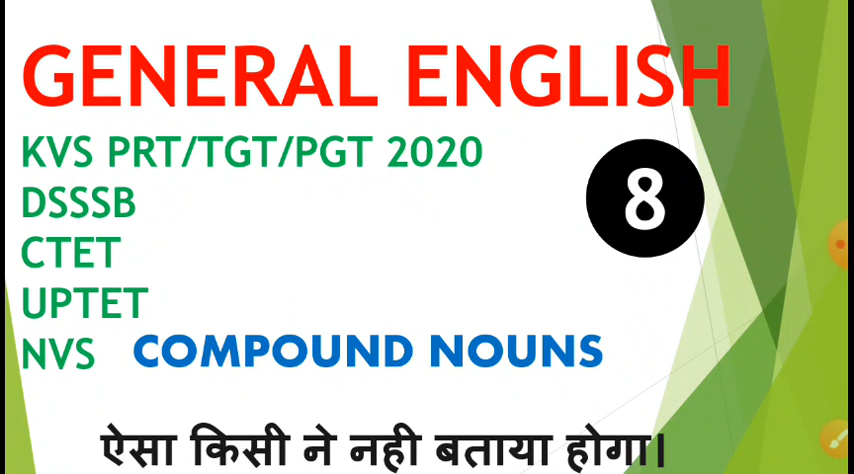 GENERAL ENGLISH
KVS PRT/TGT/PGT 2020
8
DSSSB
CTET
UPTET
NVS COMPOUND NOUNS
ऐसा किसी ने नही बताया होगा।